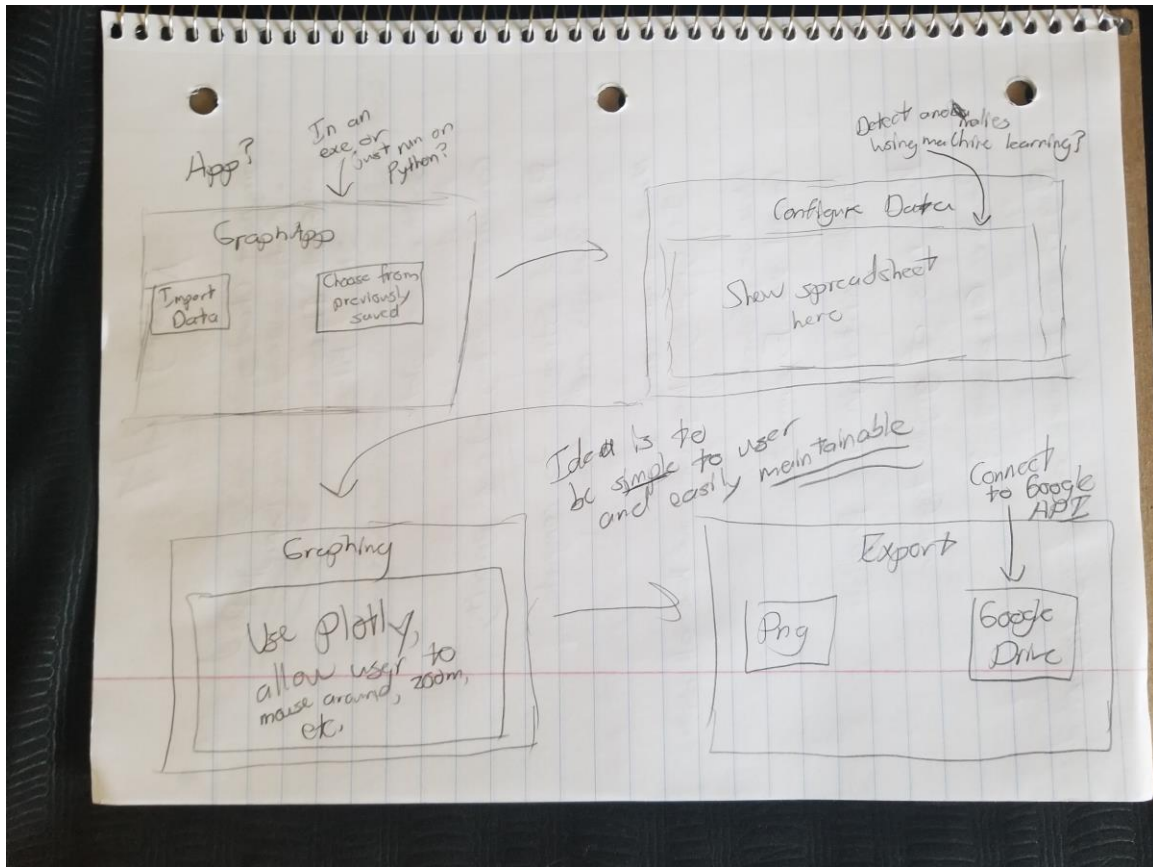 App?
In an
exe, or
just run on
Python?
GraphApp
Import
Data
Choose from
previously
saved
Detect anomalies
using machine learning?
Configure Data
Show spreadsheet
here
Idea is to
be simple to user
and easily maintainable
Graphing
Use Plotly,
allow user to
mouse around, zoom,
etc.
Connect
to Google
API
Export
Png
Google
Drive